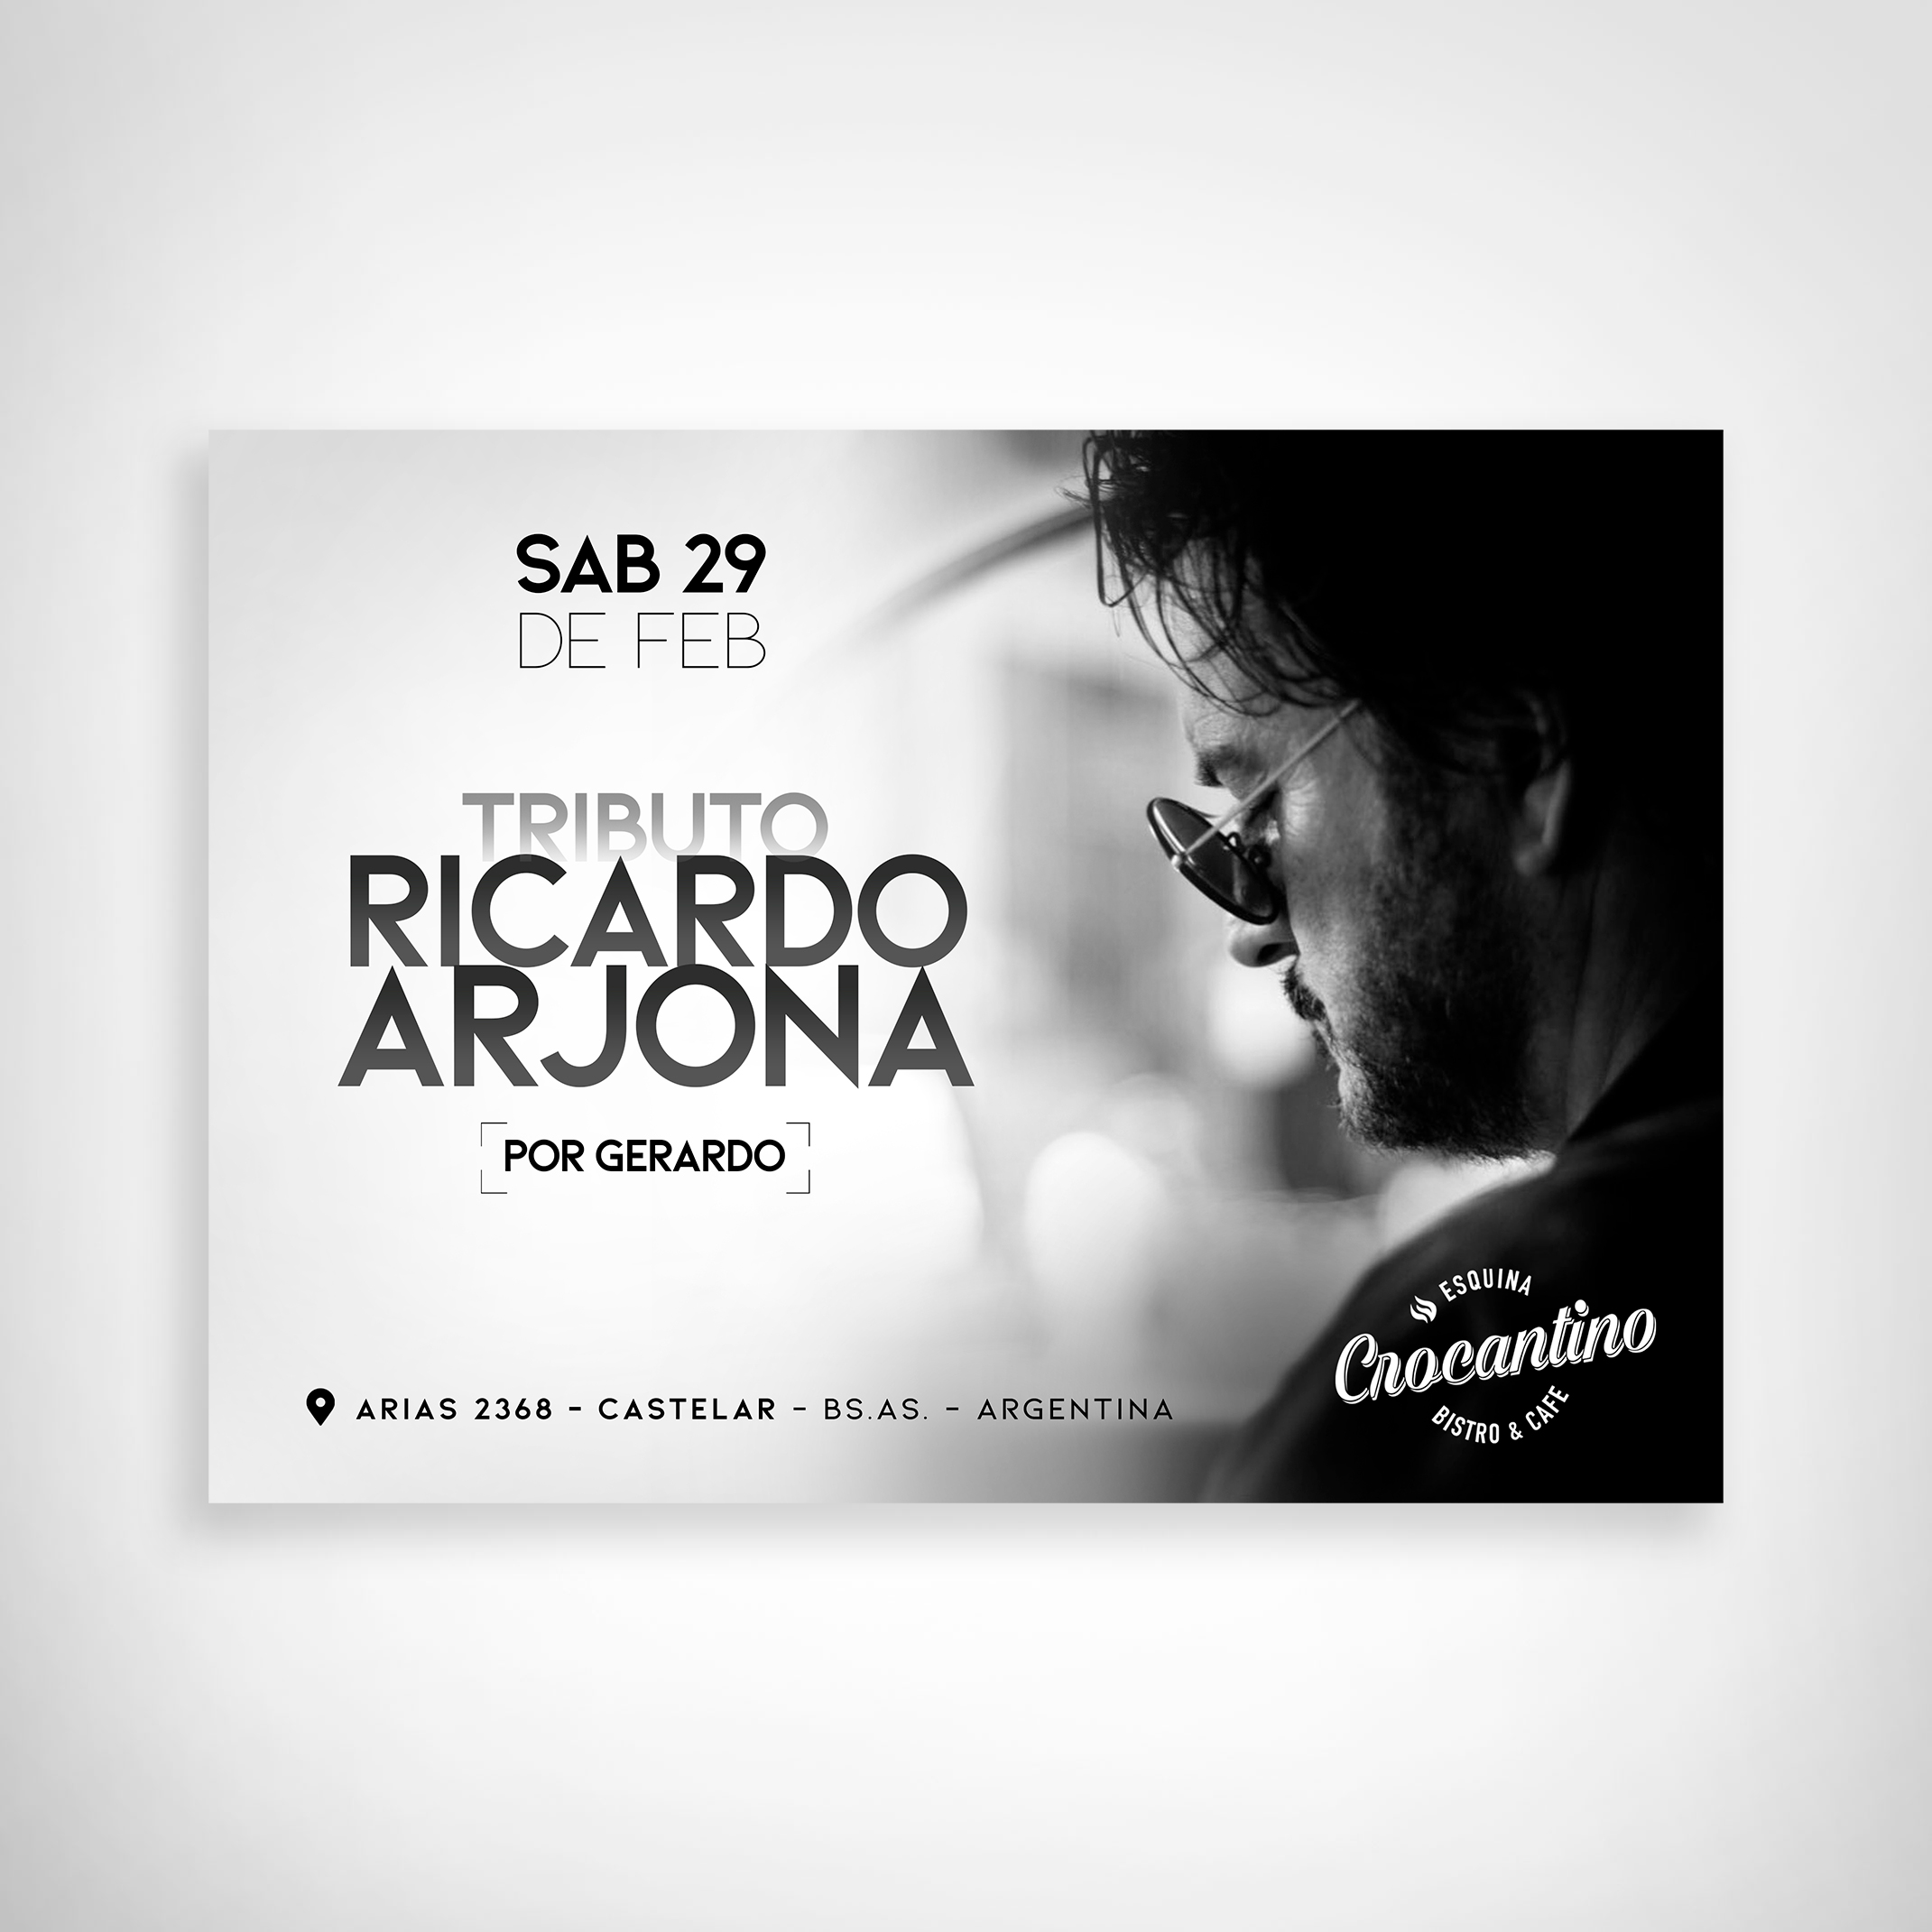 SAB 29
DE FEB
TRIBUTO
RICARDO
ARJONA
POR GERARDO
ARIAS 2368 - CASTELAR - BS.AS. - ARGENTINA
ESQUINA
Crocantino
BISTRO & CAFE